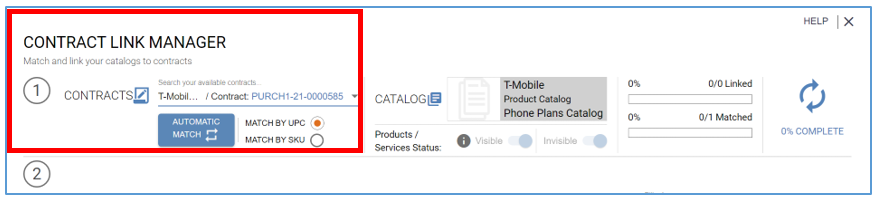 HELP
CONTRACT LINK MANAGER
Match and link your catalogs to contracts
1
CONTRACTS
Search your available contracts...
T-Mobil... / Contract: PURCH1-21-0000585
AUTOMATIC
MATCH
MATCH BY UPC
MATCH BY SKU
CATALOG
T-Mobile
Product Catalog
Phone Plans Catalog
Products /
Services Status:
Visible
Invisible
0% 0/0 Linked
0% 0/1 Matched
0% COMPLETE
2